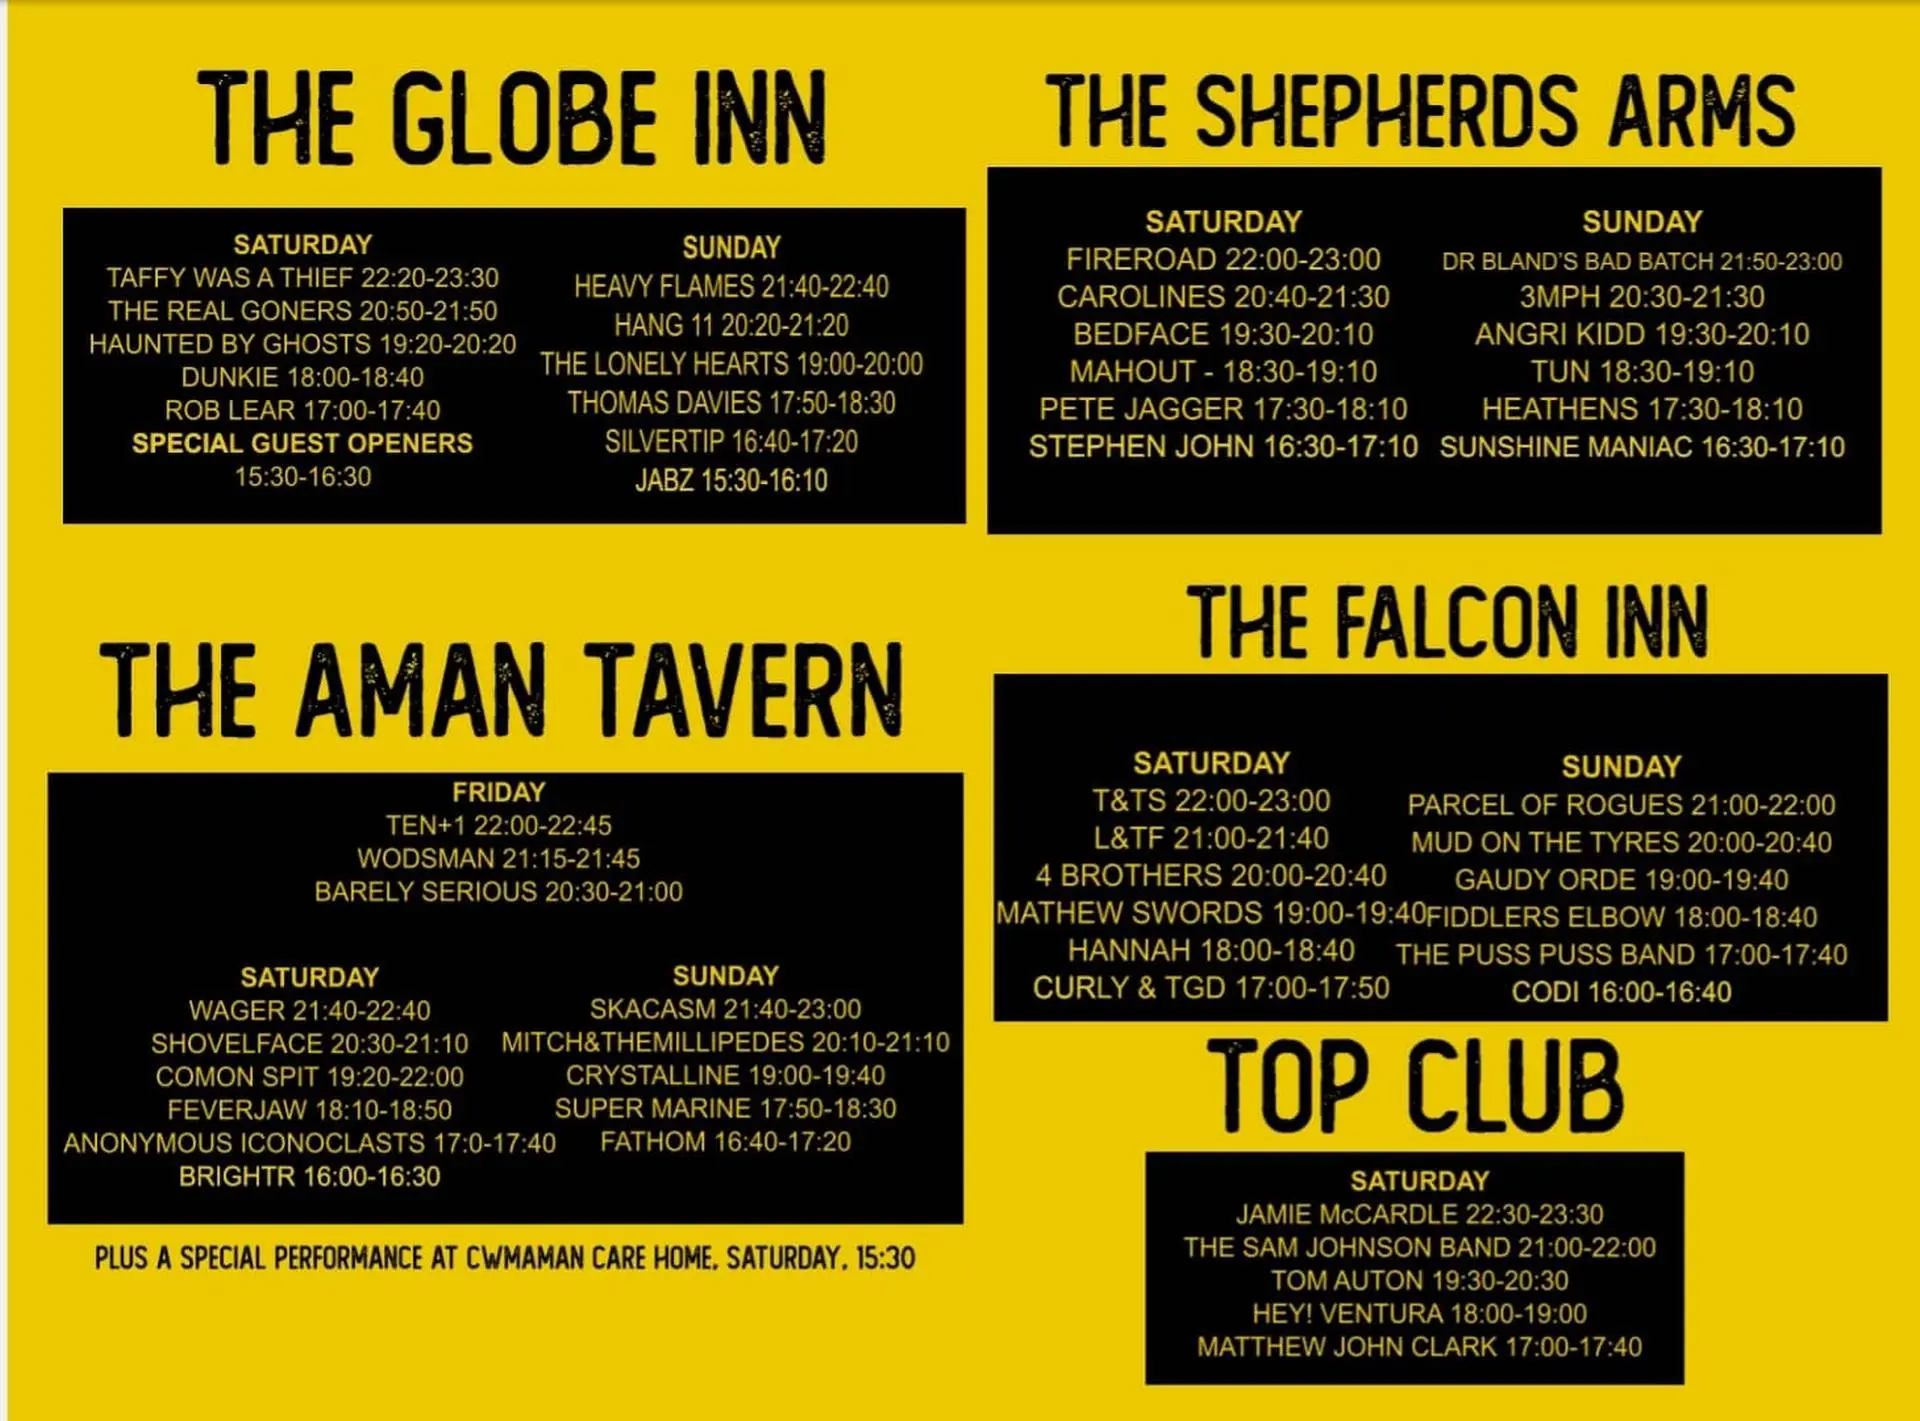 THE GLOBE INN
SATURDAY
TAFFY WAS A THIEF 22:20-23:30
THE REAL GONERS 20:50-21:50
HAUNTED BY GHOSTS 19:20-20:20
DUNKIE 18:00-18:40
ROB LEAR 17:00-17:40
SPECIAL GUEST OPENERS
15:30-16:30
SUNDAY
HEAVY FLAMES 21:40-22:40
HANG 11 20:20-21:20
THE LONELY HEARTS 19:00-20:00
THOMAS DAVIES 17:50-18:30
SILVERTIP 16:40-17:20
JABZ 15:30-16:10
THE SHEPHERDS ARMS
SATURDAY
FIREROAD 22:00-23:00
CAROLINES 20:40-21:30
BEDFACE 19:30-20:10
MAHOUT - 18:30-19:10
PETE JAGGER 17:30-18:10
STEPHEN JOHN 16:30-17:10
SUNDAY
DR BLAND'S BAD BATCH 21:50-23:00
3MPH 20:30-21:30
ANGRI KIDD 19:30-20:10
TUN 18:30-19:10
HEATHENS 17:30-18:10
SUNSHINE MANIAC 16:30-17:10
THE AMAN TAVERN
FRIDAY
TEN+1 22:00-22:45
WODSMAN 21:15-21:45
BARELY SERIOUS 20:30-21:00
SATURDAY
WAGER 21:40-22:40
SHOVELFACE 20:30-21:10
COMON SPIT 19:20-22:00
FEVERJAW 18:10-18:50
ANONYMOUS ICONOCLASTS 17:0-17:40
BRIGHTR 16:00-16:30
SUNDAY
SKACASM 21:40-23:00
MITCH&THEMILLIPEDES 20:10-21:10
CRYSTALLINE 19:00-19:40
SUPER MARINE 17:50-18:30
FATHOM 16:40-17:20
PLUS A SPECIAL PERFORMANCE AT CWMAMAN CARE HOME, SATURDAY, 15:30
THE FALCON INN
SATURDAY
T&TS 22:00-23:00
L&TF 21:00-21:40
4 BROTHERS 20:00-20:40
MATHEW SWORDS 19:00-19:40
HANNAH 18:00-18:40
CURLY & TGD 17:00-17:50
SUNDAY
PARCEL OF ROGUES 21:00-22:00
MUD ON THE TYRES 20:00-20:40
GAUDY ORDE 19:00-19:40
FIDDLERS ELBOW 18:00-18:40
THE PUSS PUSS BAND 17:00-17:40
CODI 16:00-16:40
TOP CLUB
SATURDAY
JAMIE McCARDLE 22:30-23:30
THE SAM JOHNSON BAND 21:00-22:00
TOM AUTON 19:30-20:30
HEY! VENTURA 18:00-19:00
MATTHEW JOHN CLARK 17:00-17:40